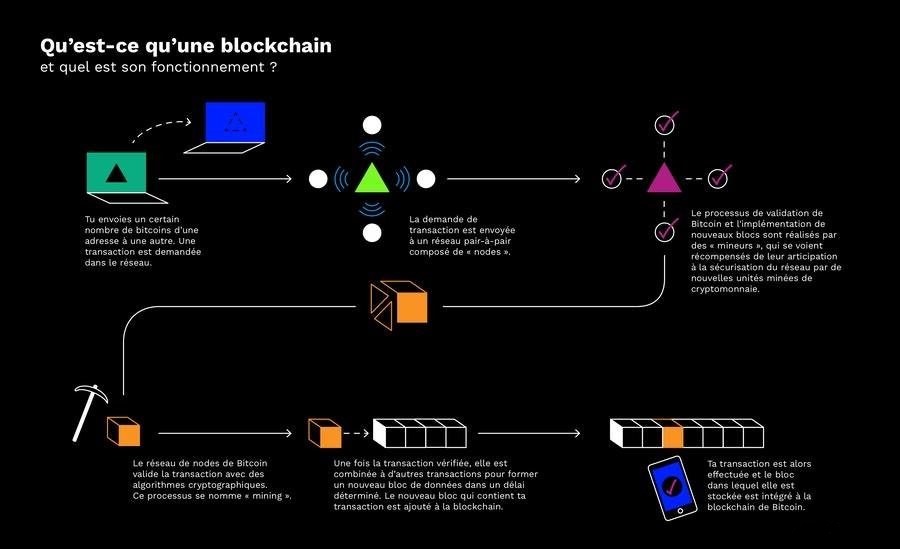 Qu’est-ce qu’une blockchain
et quel est son fonctionnement ?
Tu envoies un certain
nombre de bitcoins d’une
adresse à une autre. Une
transaction est demandée
dans le réseau.
La demande de
transaction est envoyée
à un réseau pair-à-pair
composé de « nodes ».
Le processus de validation de
Bitcoin et l’implémentation de
nouveaux blocs sont réalisés par
des « mineurs », qui se voient
récompensés de leur articipation
à la sécurisation du réseau par de
nouvelles unités minées de
cryptomonnaie.
Le réseau de nodes de Bitcoin
valide la transaction avec des
algorithmes cryptographiques.
Ce processus se nomme « mining ».
Une fois la transaction vérifiée, elle est
combinée à d’autres transactions pour former
un nouveau bloc de données dans un délai
déterminé. Le nouveau bloc qui contient ta
transaction est ajouté à la blockchain.
Ta transaction est alors
effectuée et le bloc
dans lequel elle est
stockée est intégré à la
blockchain de Bitcoin.